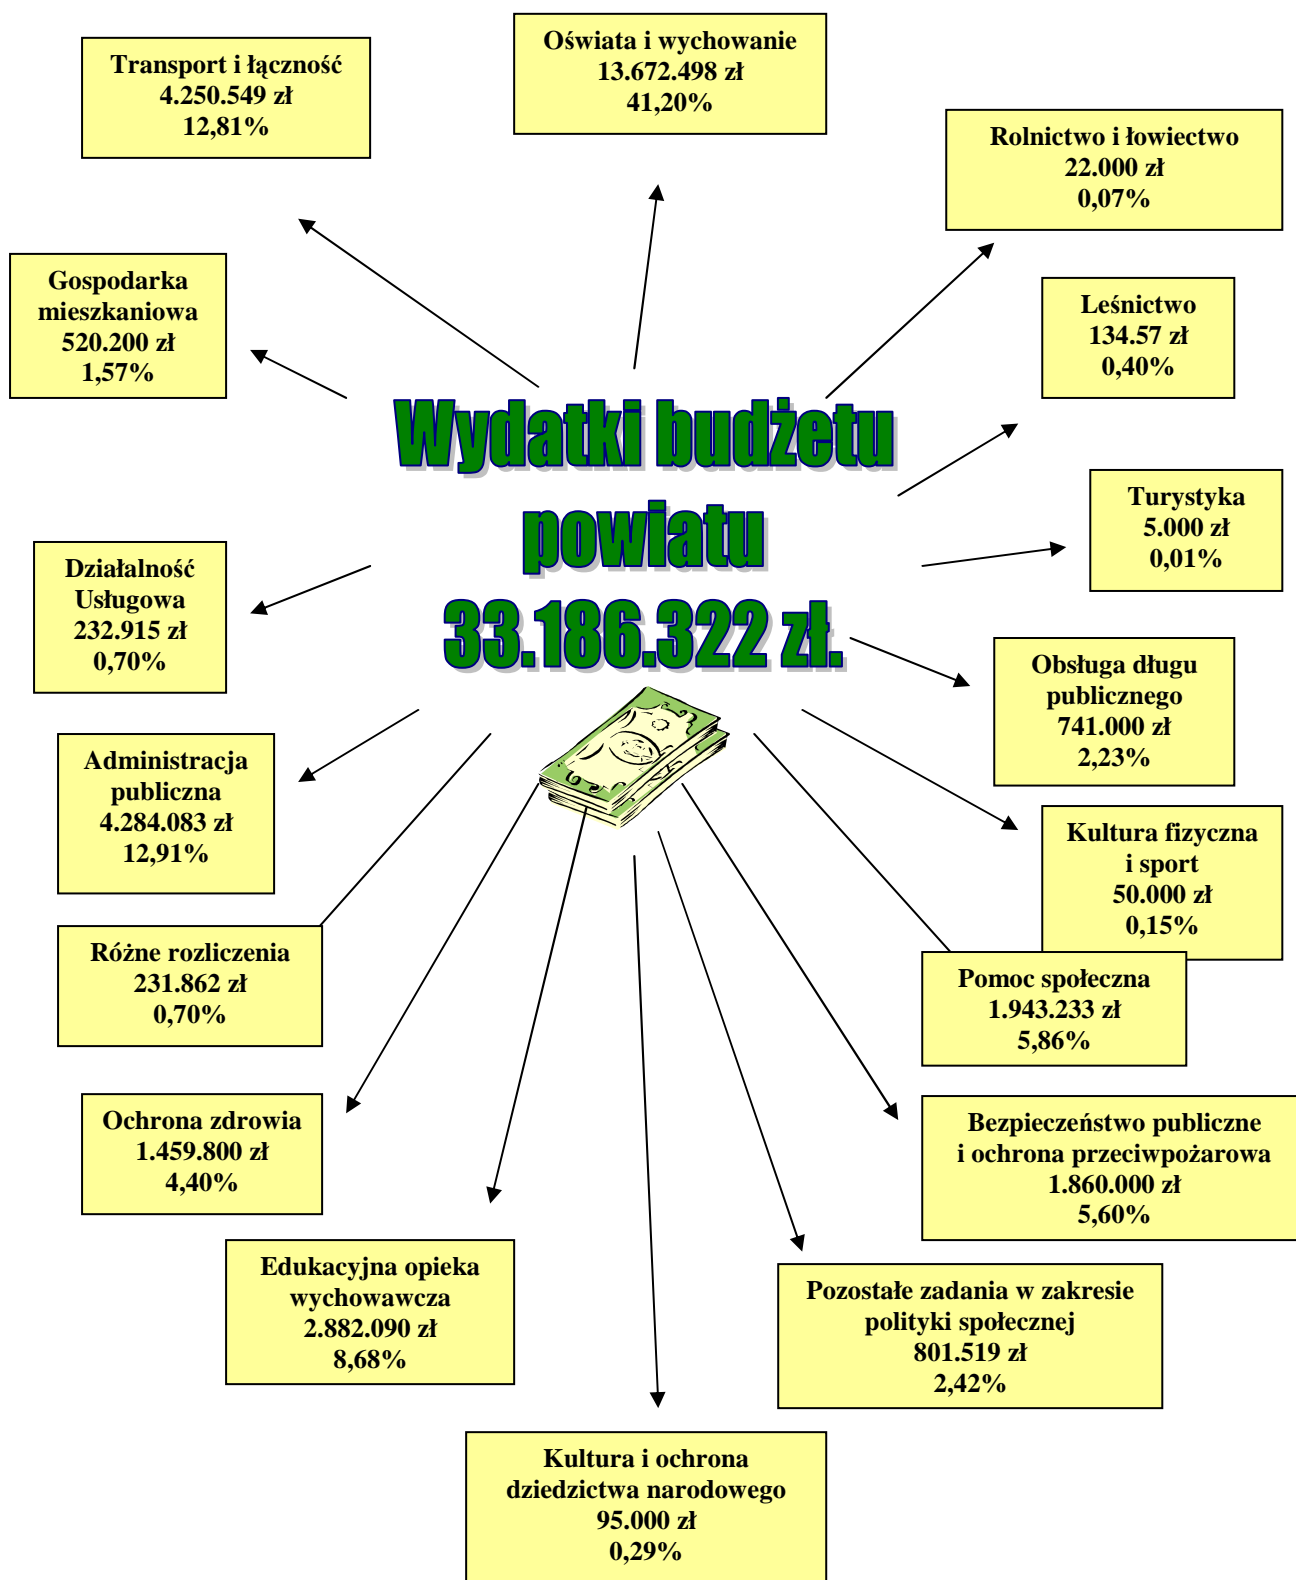 Oświata i wychowanie
13.672.498 zł
41,20%
Transport i łączność
4.250.549 zł
12,81%
Rolnictwo i łowiectwo
22.000 zł
0,07%
Gospodarka
mieszkaniowa
520.200 zł
1,57%
Leśnictwo
134.57 zł
0,40%
Wydatki budżetu
powiatu
33.186.322 zł.
Turystyka
5.000 zł
0,01%
Działalność
Usługowa
232.915 zł
0,70%
Obsługa długu
publicznego
741.000 zł
2,23%
Administracja
publiczna
4.284.083 zł
12,91%
Kultura fizyczna
i sport
50.000 zł
0,15%
Różne rozliczenia
231.862 zł
0,70%
Pomoc społeczna
1.943.233 zł
5,86%
Ochrona zdrowia
1.459.800 zł
4,40%
Bezpieczeństwo publiczne
i ochrona przeciwpożarowa
1.860.000 zł
5,60%
Edukacyjna opieka
wychowawcza
2.882.090 zł
8,68%
Pozostałe zadania w zakresie
polityki społecznej
801.519 zł
2,42%
Kultura i ochrona
dziedzictwa narodowego
95.000 zł
0,29%